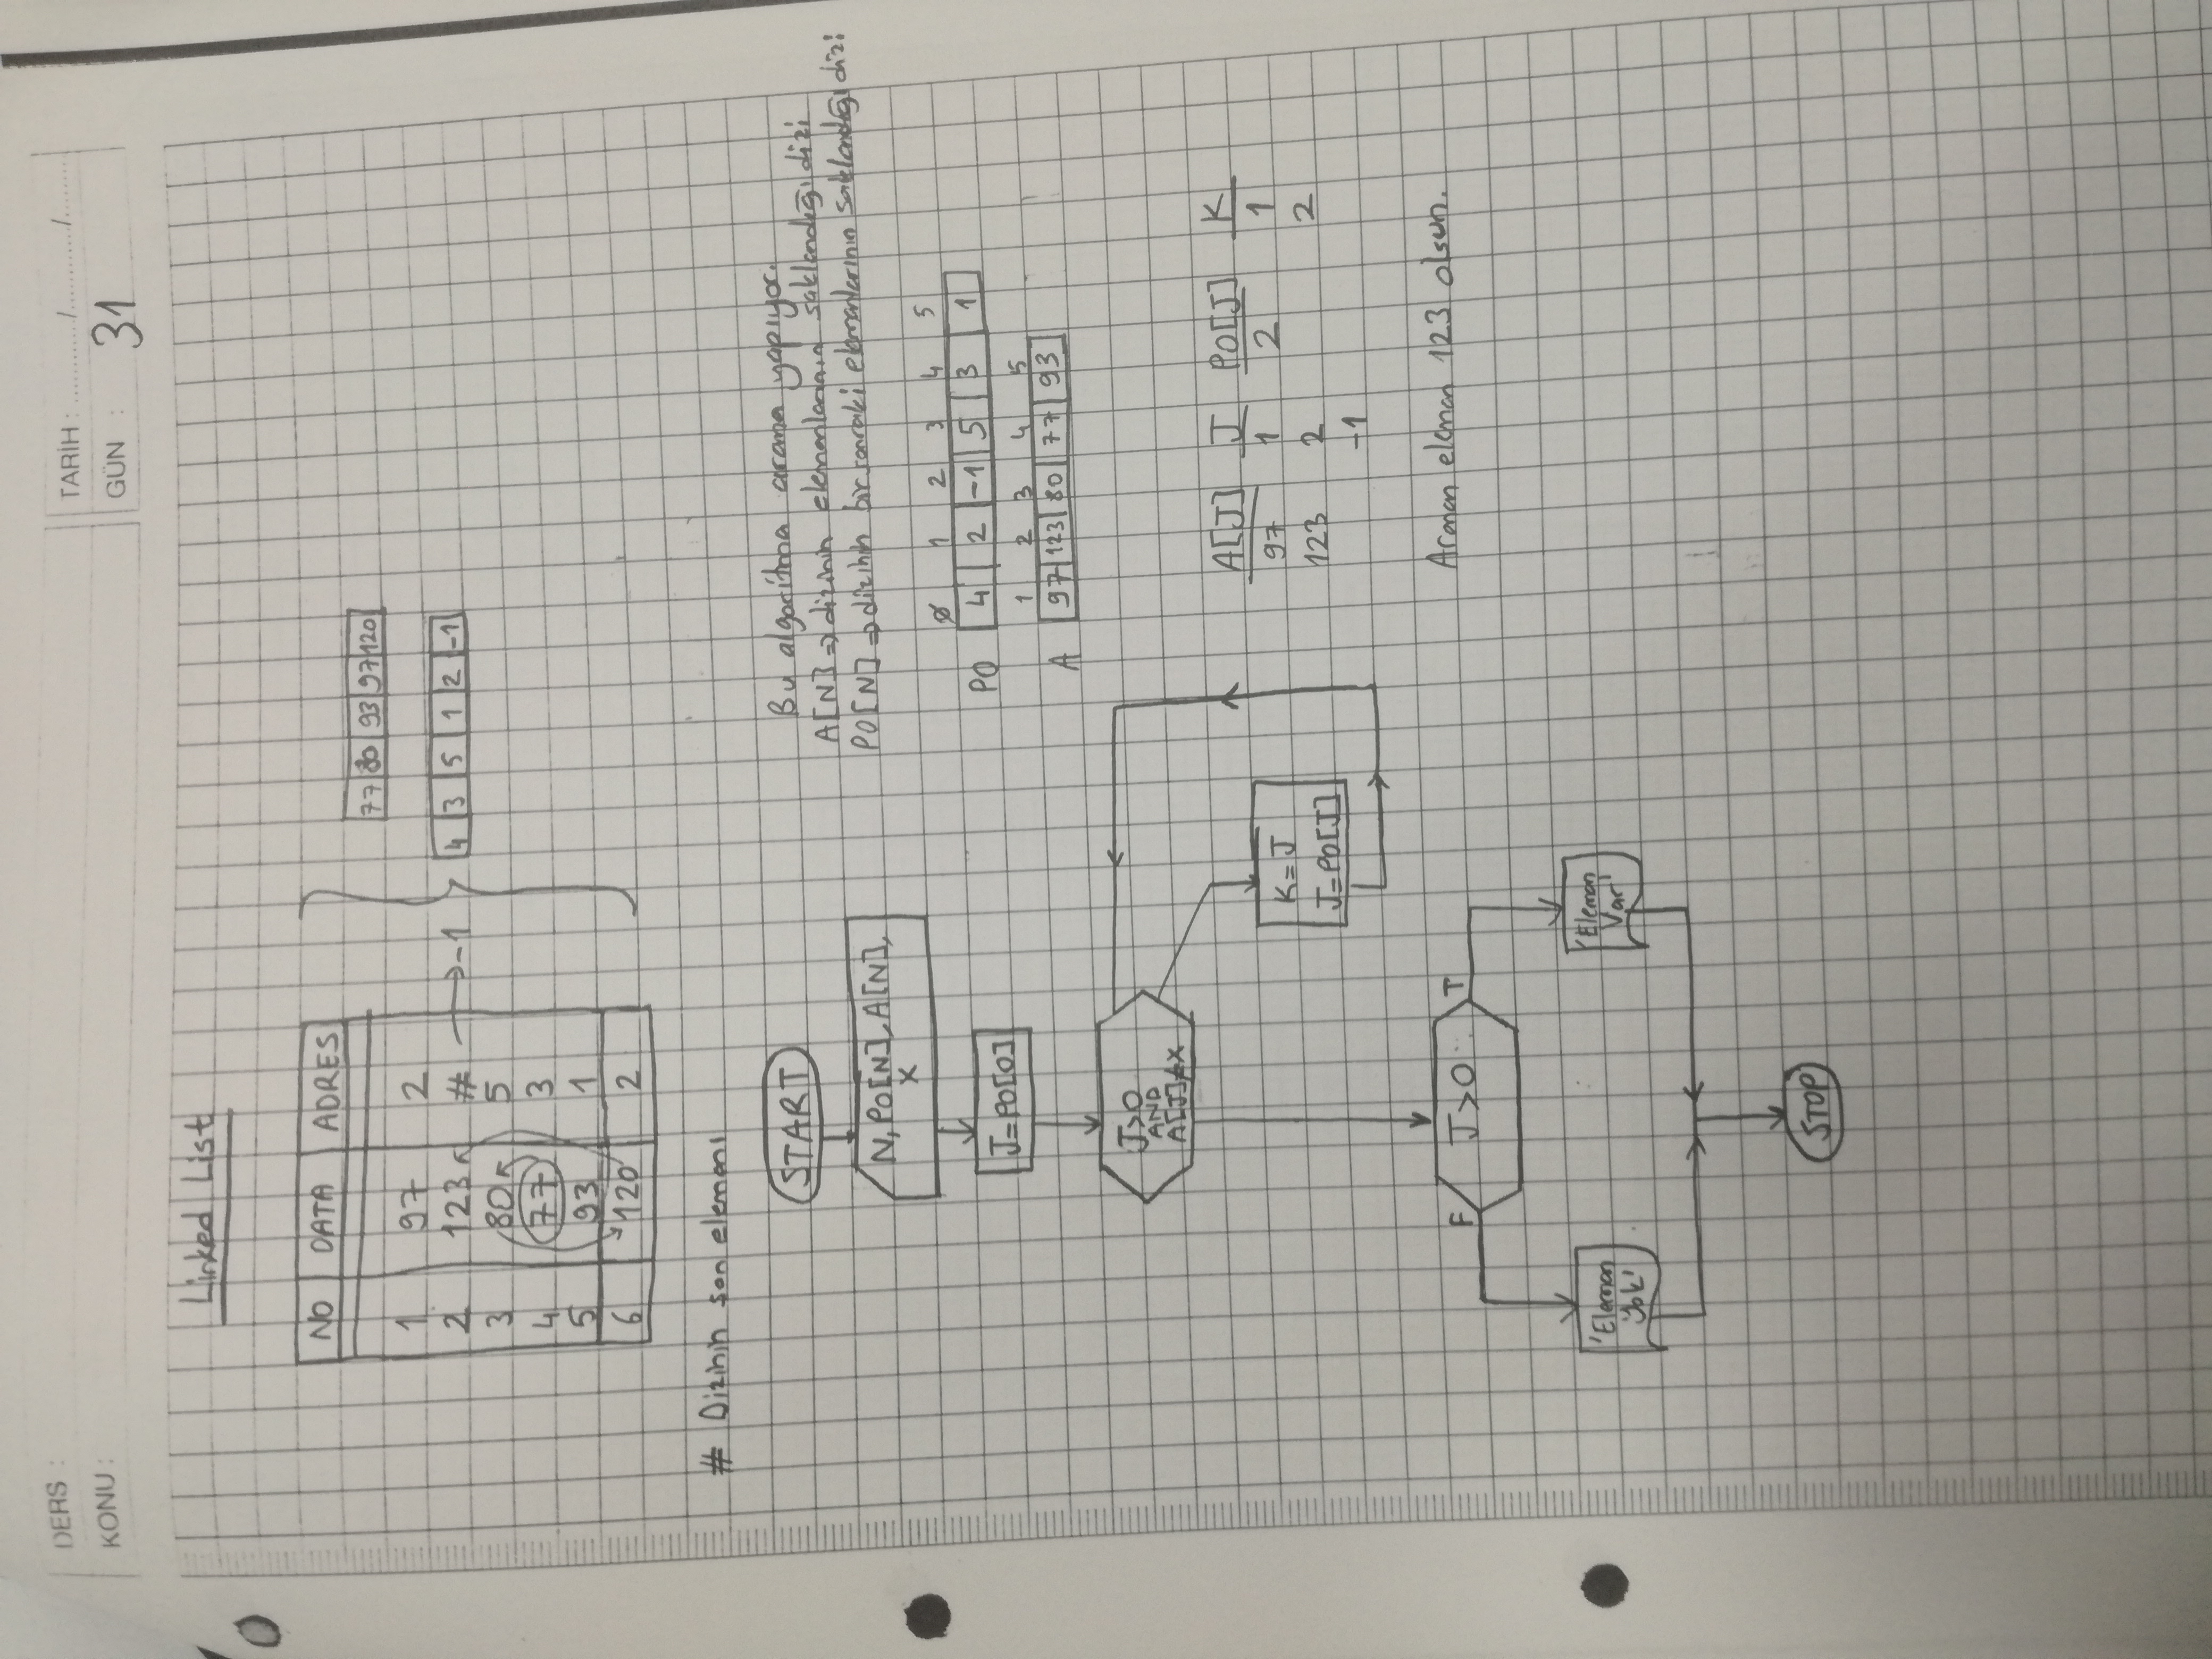 DERS :
KONU :
TARİH : ............/............/.........
GÜN : 31
Linked List
NO DATA ADRES
1 97 2
2 123 # → -1
3 80 5
4 77 3
5 93 1
6 120 2
77 80 93 97 120
4 3 5 1 2 -1
# Dizinin son elemanı
START
N, PO[N], A[N],
X
J=PO[0]
J>0
AND
A[J]≠X
K=J
J=PO[J]
F J>0 T
'Eleman
Yok'
'Eleman
Var'
STOP
Bu algoritma arama yapıyor.
A[N] => dizinin elemanlarının saklandığı dizi
PO[N] => dizinin bir sonraki elemanlarının saklandığı dizi
Ø 1 2 3 4 5
PO 4 2 -1 5 3 1
1 2 3 4 5
A 97 123 80 77 93
A[J] J PO[J] K
97 1 2 1
123 2 2
-1
Aranan eleman 123 olsun.